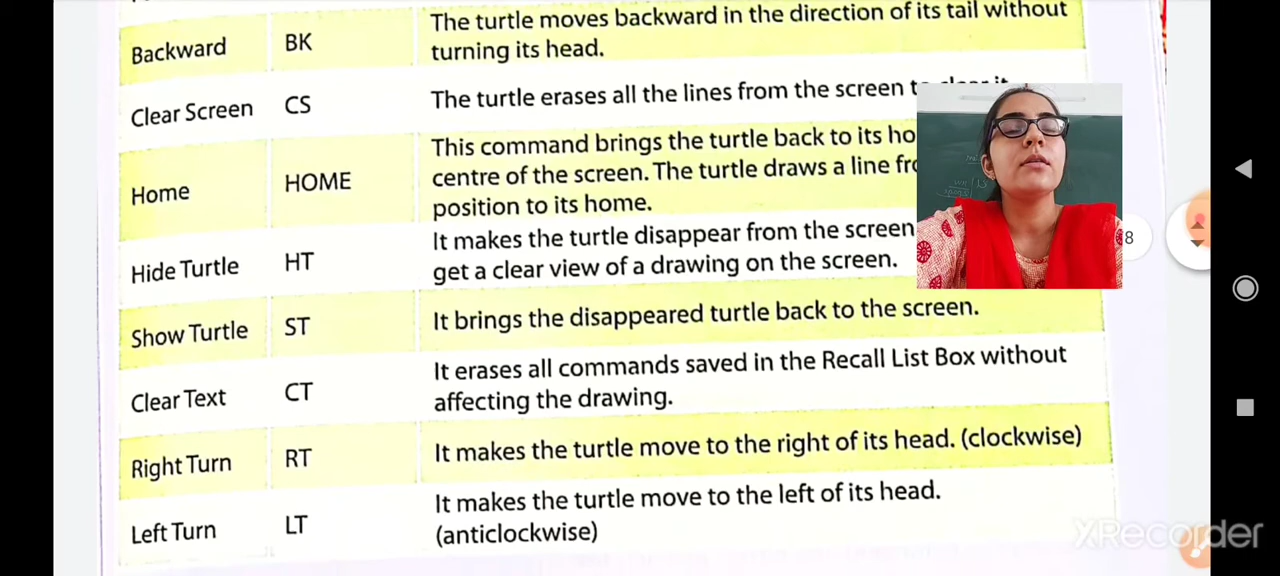 Backward BK The turtle moves backward in the direction of its tail without
turning its head.
Clear Screen CS The turtle erases all the lines from the screen
Home HOME This command brings the turtle back to its
centre of the screen. The turtle draws a line
position to its home.
Hide Turtle HT It makes the turtle disappear from the screen
get a clear view of a drawing on the screen.
8
Show Turtle ST It brings the disappeared turtle back to the screen.
Clear Text CT It erases all commands saved in the Recall List Box without
affecting the drawing.
Right Turn RT It makes the turtle move to the right of its head. (clockwise)
Left Turn LT It makes the turtle move to the left of its head.
(anticlockwise)
XRecorder